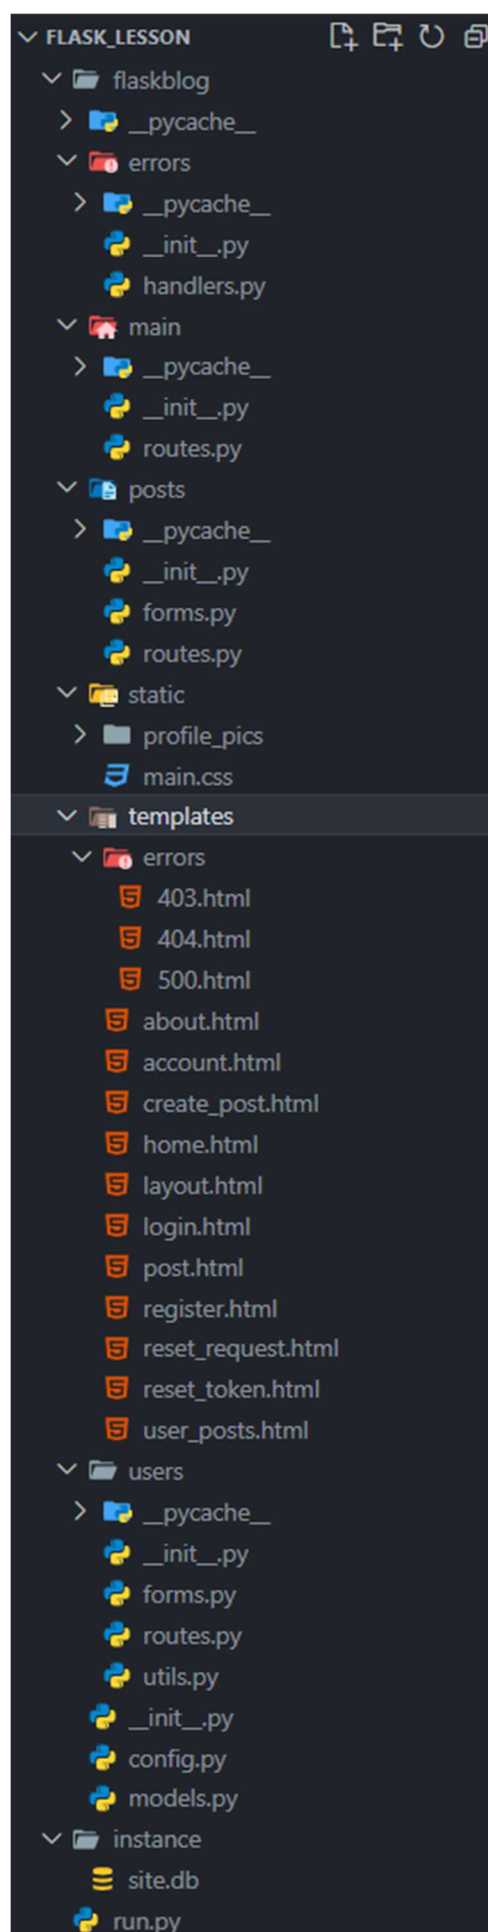 FLASK_LESSON
flaskblog
__pycache__
errors
__pycache__
__init__.py
handlers.py
main
__pycache__
__init__.py
routes.py
posts
__pycache__
__init__.py
forms.py
routes.py
static
profile_pics
main.css
templates
errors
403.html
404.html
500.html
about.html
account.html
create_post.html
home.html
layout.html
login.html
post.html
register.html
reset_request.html
reset_token.html
user_posts.html
users
__pycache__
__init__.py
forms.py
routes.py
utils.py
__init__.py
config.py
models.py
instance
site.db
run.py